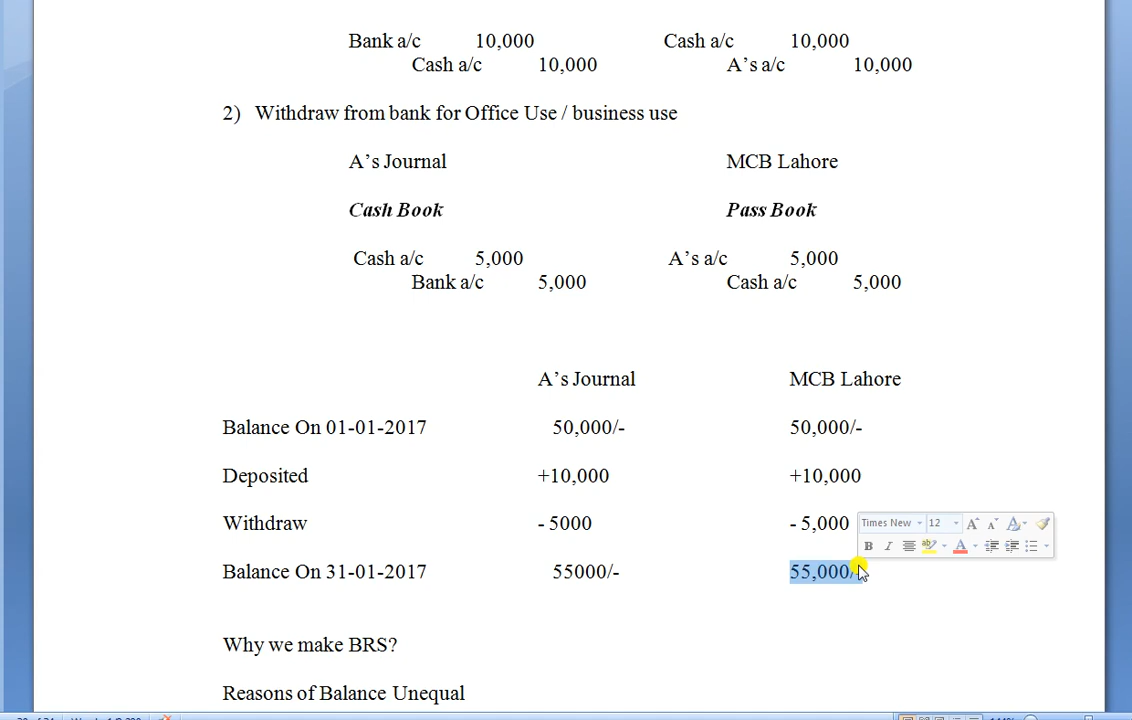 Bank a/c 10,000 Cash a/c 10,000
Cash a/c 10,000 A's a/c 10,000
2) Withdraw from bank for Office Use / business use
A's Journal MCB Lahore
Cash Book Pass Book
Cash a/c 5,000 A's a/c 5,000
Bank a/c 5,000 Cash a/c 5,000
A's Journal MCB Lahore
Balance On 01-01-2017 50,000/- 50,000/-
Deposited +10,000 +10,000
Withdraw - 5000 - 5,000
Times New 12
Balance On 31-01-2017 55000/- 55,000/-
Why we make BRS?
Reasons of Balance Unequal